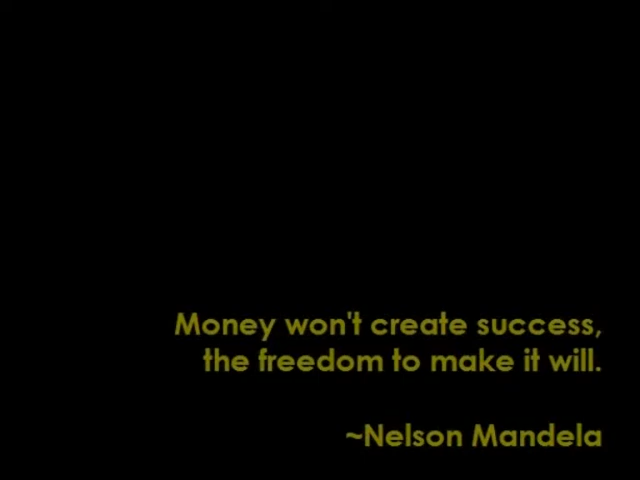 Money won't create success,
the freedom to make it will.
~Nelson Mandela